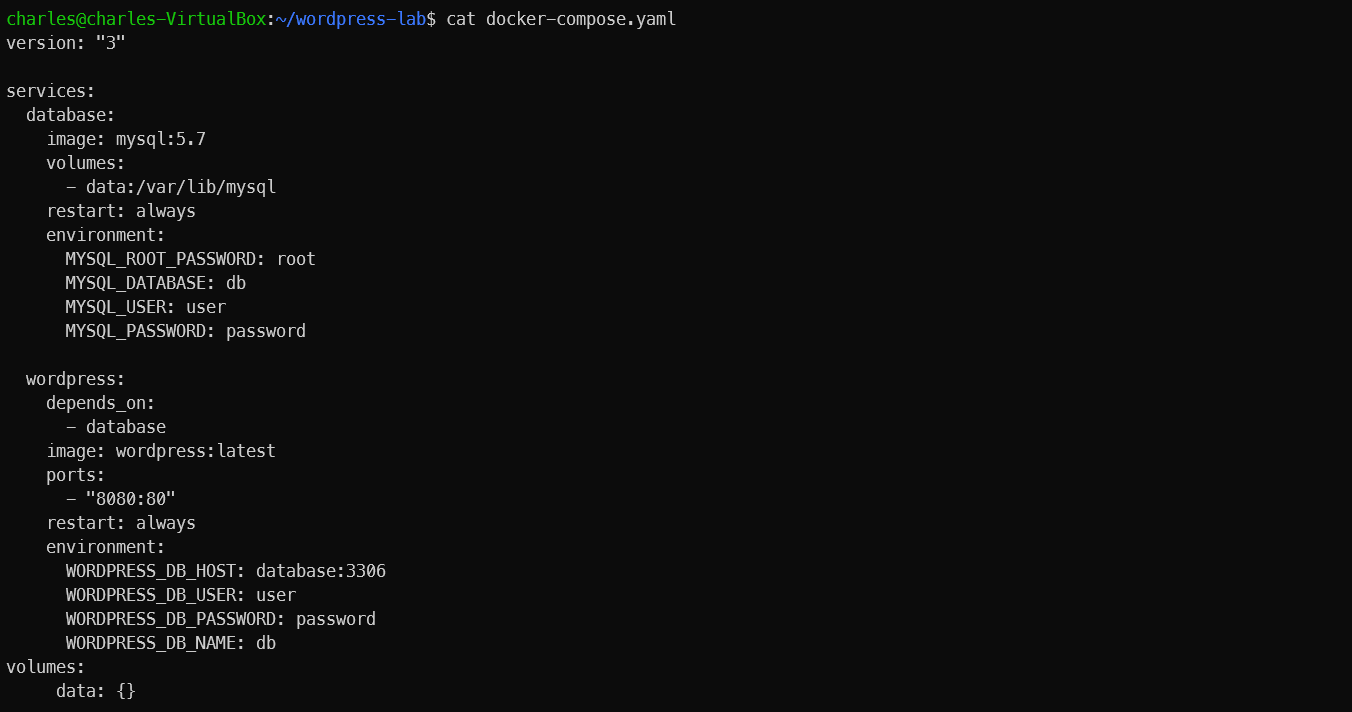 charles@charles-VirtualBox:~/wordpress-lab$ cat docker-compose.yaml
version: "3"

services:
  database:
    image: mysql:5.7
    volumes:
      - data:/var/lib/mysql
    restart: always
    environment:
      MYSQL_ROOT_PASSWORD: root
      MYSQL_DATABASE: db
      MYSQL_USER: user
      MYSQL_PASSWORD: password

  wordpress:
    depends_on:
      - database
    image: wordpress:latest
    ports:
      - "8080:80"
    restart: always
    environment:
      WORDPRESS_DB_HOST: database:3306
      WORDPRESS_DB_USER: user
      WORDPRESS_DB_PASSWORD: password
      WORDPRESS_DB_NAME: db
volumes:
     data: {}